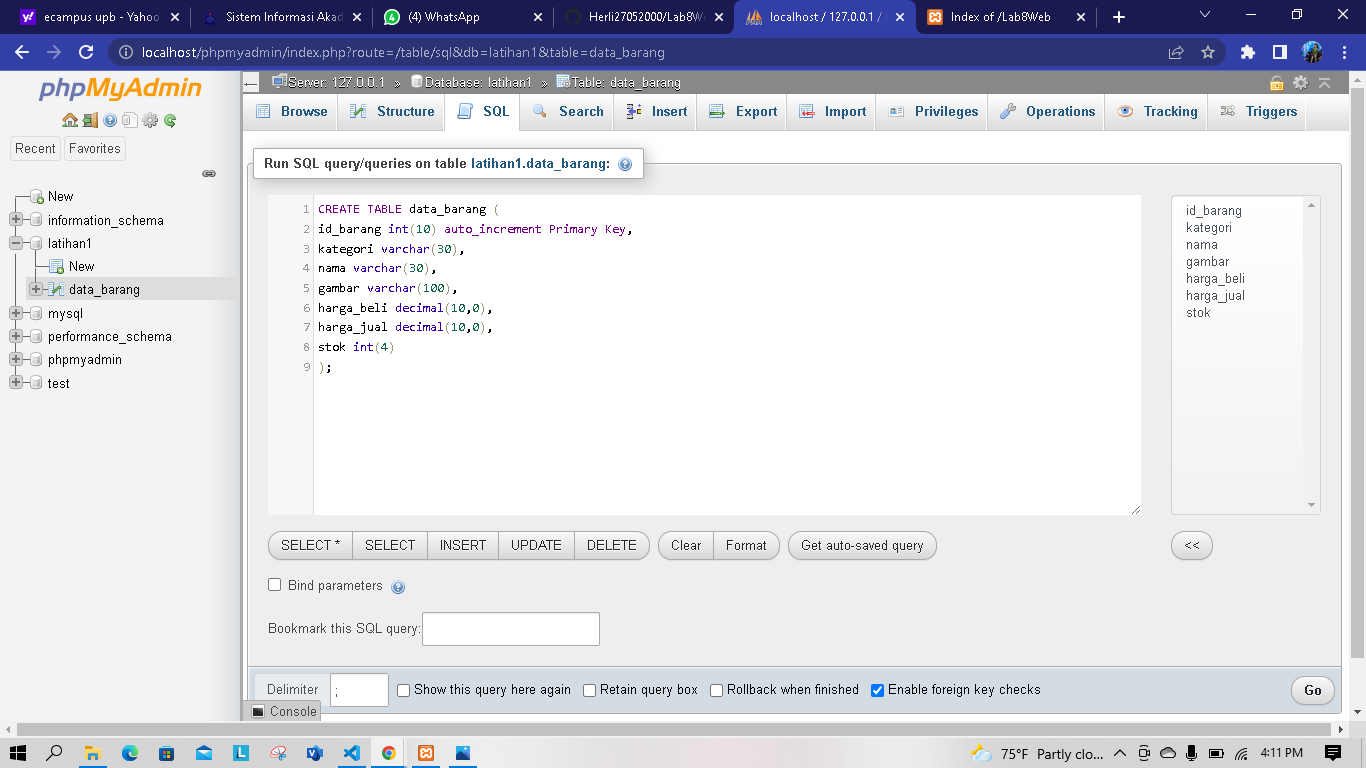 ecampus upb - Yahoo
Sistem Informasi Akad
(4) WhatsApp
Herli27052000/Lab8W
localhost / 127.0.0.1 / l
Index of /Lab8Web
localhost/phpmyadmin/index.php?route=/table/sql&db=latihan1&table=data_barang
phpMyAdmin
Recent
Favorites
New
information_schema
latihan1
New
data_barang
mysql
performance_schema
phpmyadmin
test
Server: 127.0.0.1 » Database: latihan1 » Table: data_barang
Browse
Structure
SQL
Search
Insert
Export
Import
Privileges
Operations
Tracking
Triggers
Run SQL query/queries on table latihan1.data_barang:
1 CREATE TABLE data_barang (
2 id_barang int(10) auto_increment Primary Key,
3 kategori varchar(30),
4 nama varchar(30),
5 gambar varchar(100),
6 harga_beli decimal(10,0),
7 harga_jual decimal(10,0),
8 stok int(4)
9 );
id_barang
kategori
nama
gambar
harga_beli
harga_jual
stok
SELECT *
SELECT
INSERT
UPDATE
DELETE
Clear
Format
Get auto-saved query
<<
Bind parameters
Bookmark this SQL query:
Delimiter
;
Show this query here again
Retain query box
Rollback when finished
Enable foreign key checks
Go
Console
75°F Partly clo...
4:11 PM